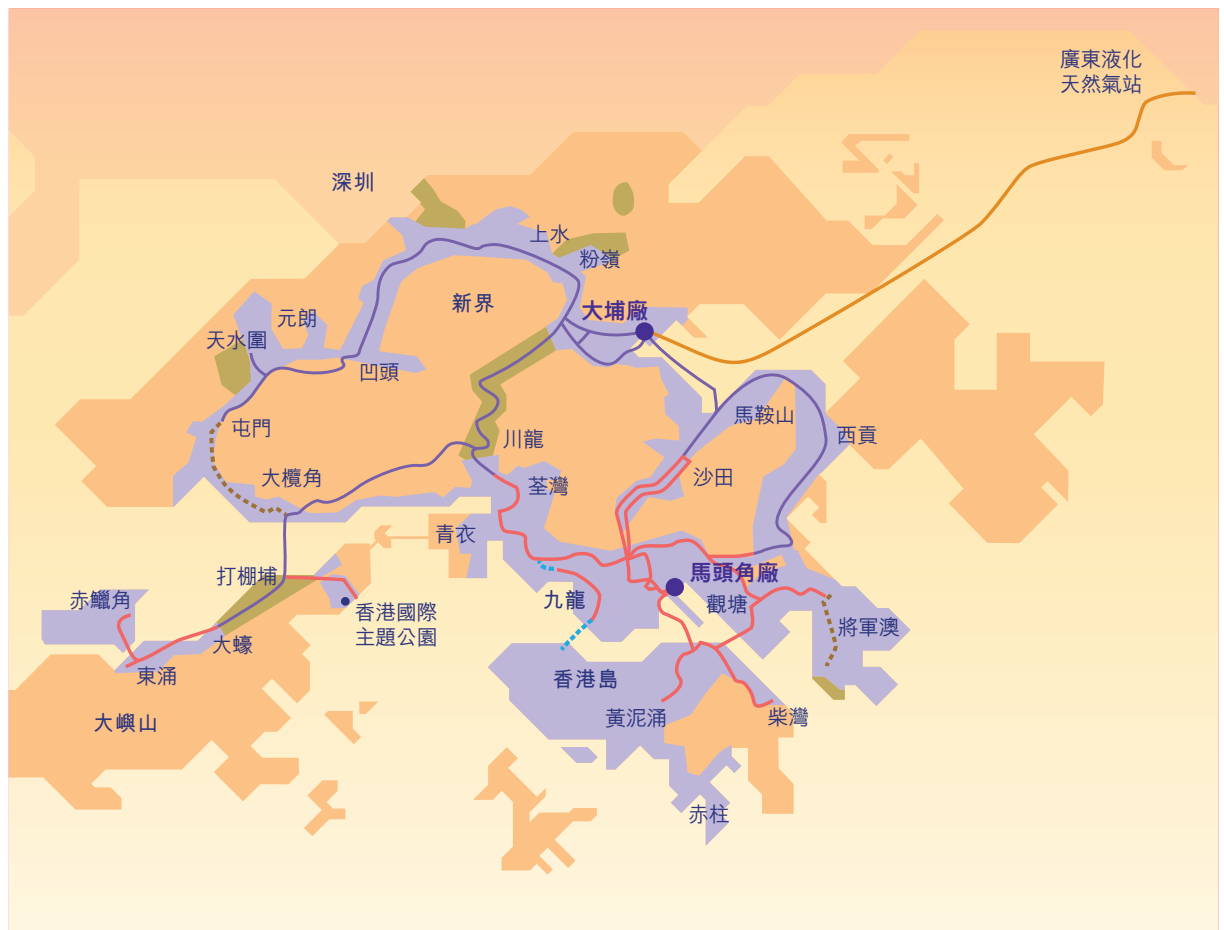 廣東液化
天然氣站
深圳
上水
粉嶺
新界
大埔廠
元朗
天水圍
凹頭
馬鞍山
屯門
川龍
西貢
大欖角
荃灣
沙田
青衣
打棚埔
馬頭角廠
赤鱲角
九龍
觀塘
香港國際
主題公園
將軍澳
大蠔
東涌
香港島
大嶼山
黃泥涌
柴灣
赤柱